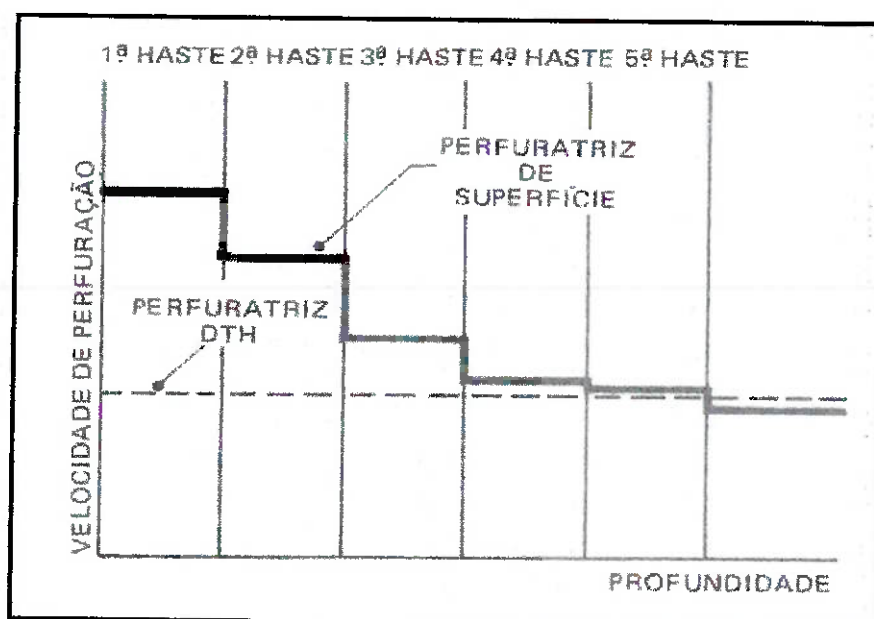 1ª HASTE 2ª HASTE 3ª HASTE 4ª HASTE 5ª HASTE
PERFURATRIZ
DE
SUPERFÍCIE
PERFURATRIZ
DTH
VELOCIDADE DE PERFURAÇÃO
PROFUNDIDADE